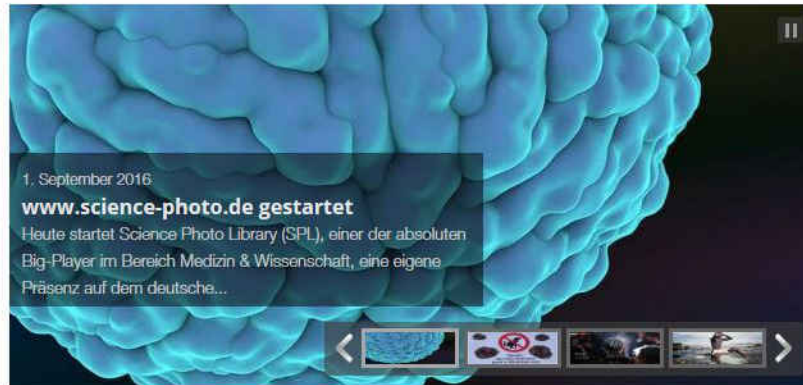 1. September 2016
www.science-photo.de gestartet
Heute startet Science Photo Library (SPL), einer der absoluten
Big-Player im Bereich Medizin & Wissenschaft, eine eigene
Präsenz auf dem deutsche...